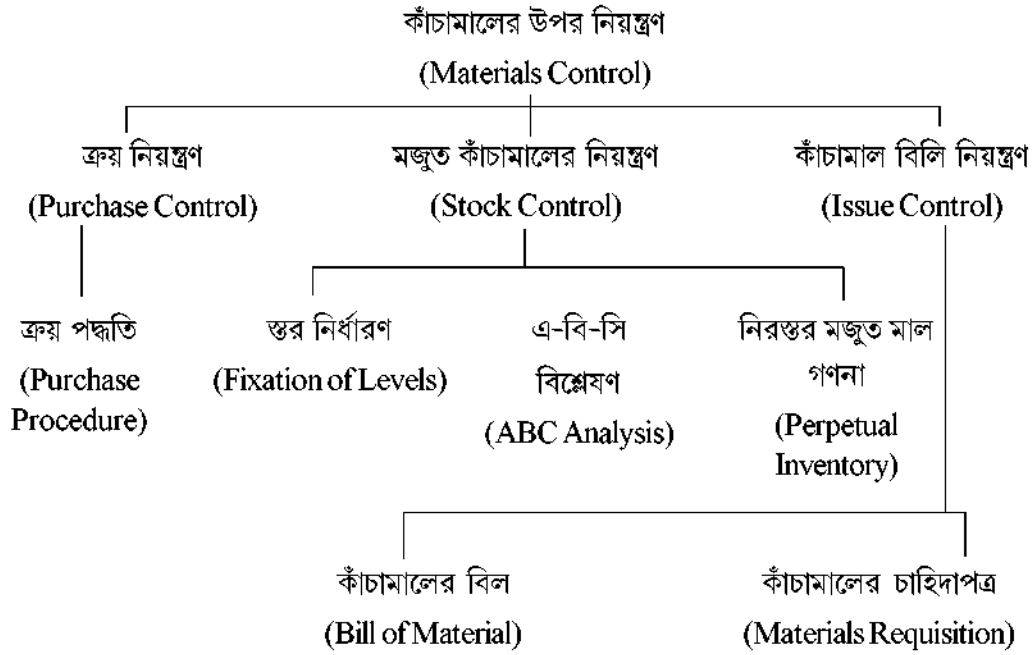 কাঁচামালের উপর নিয়ন্ত্রণ
(Materials Control)
ক্রয় নিয়ন্ত্রণ
(Purchase Control)
মজুত কাঁচামালের নিয়ন্ত্রণ
(Stock Control)
কাঁচামাল বিলি নিয়ন্ত্রণ
(Issue Control)
ক্রয় পদ্ধতি
(Purchase
Procedure)
স্তর নির্ধারণ
(Fixation of Levels)
এ-বি-সি
বিশ্লেষণ
(ABC Analysis)
নিরন্তর মজুত মাল
গণনা
(Perpetual
Inventory)
কাঁচামালের বিল
(Bill of Material)
কাঁচামালের চাহিদাপত্র
(Materials Requisition)